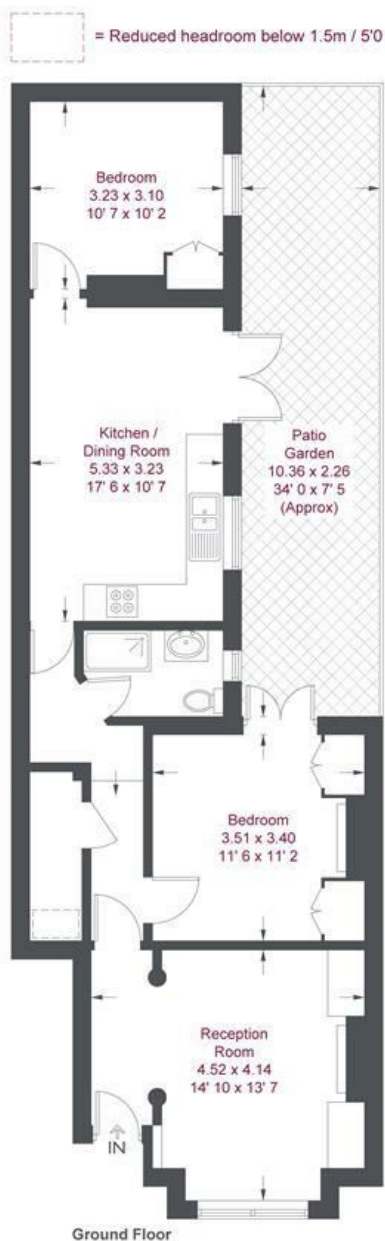 = Reduced headroom below 1.5m / 5'0
Bedroom
3.23 x 3.10
10' 7 x 10' 2
Kitchen /
Dining Room
5.33 x 3.23
17' 6 x 10' 7
Patio
Garden
10.36 x 2.26
34' 0 x 7' 5
(Approx)
Bedroom
3.51 x 3.40
11' 6 x 11' 2
Reception
Room
4.52 x 4.14
14' 10 x 13' 7
IN
Ground Floor